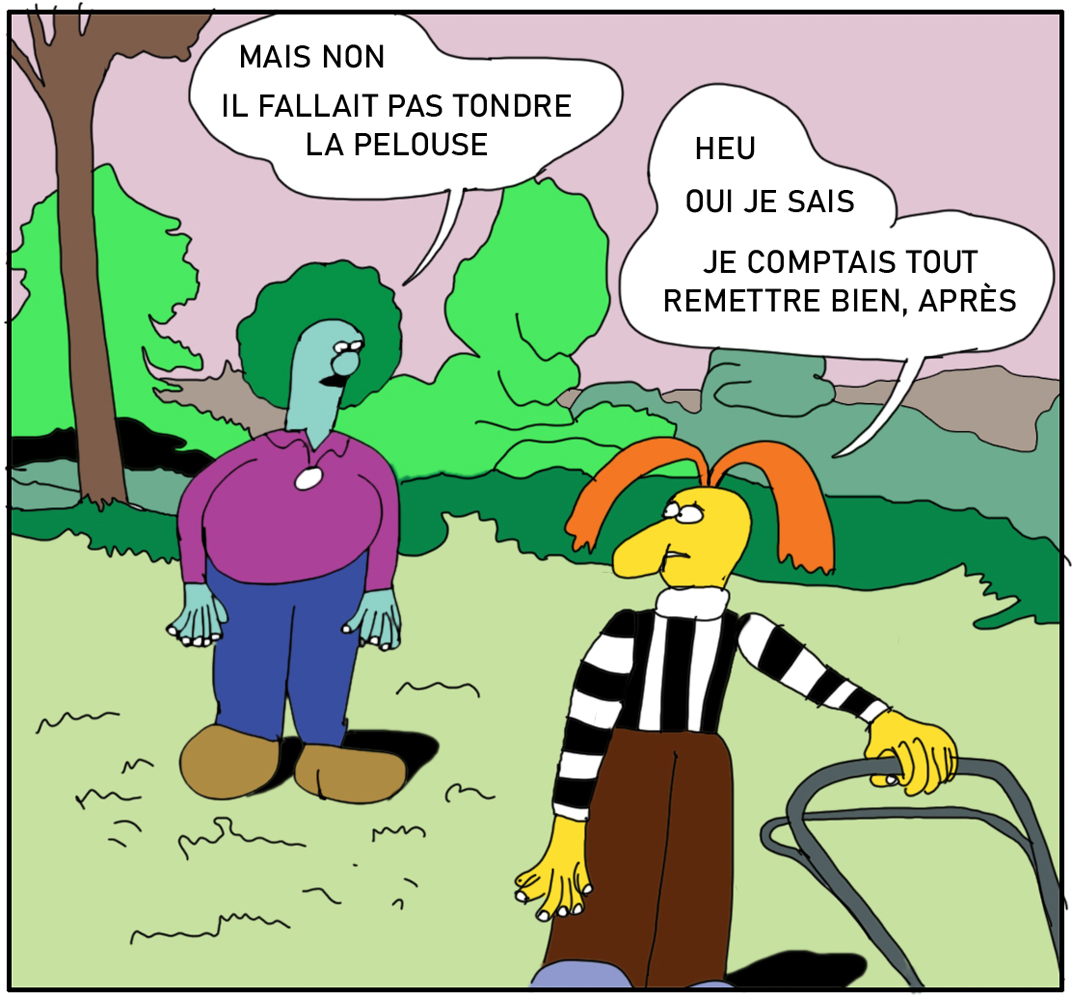 MAIS NON
IL FALLAIT PAS TONDRE
LA PELOUSE
HEU
OUI JE SAIS
JE COMPTAIS TOUT
REMETTRE BIEN, APRÈS